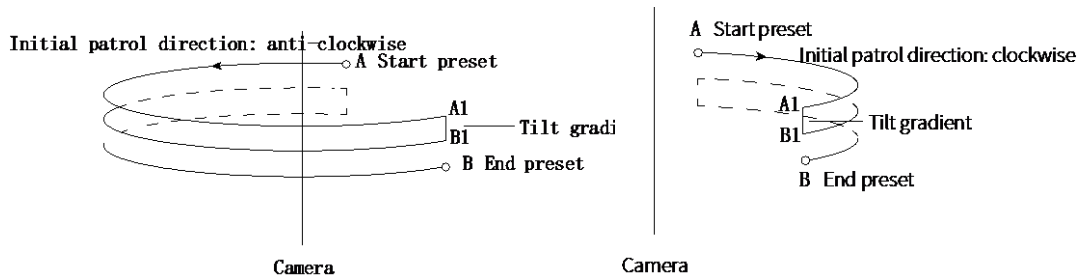 Initial patrol direction: anti-clockwise
A Start preset
A1
B1
Tilt gradi
B End preset
Camera
A Start preset
Initial patrol direction: clockwise
A1
B1
Tilt gradient
B End preset
Camera